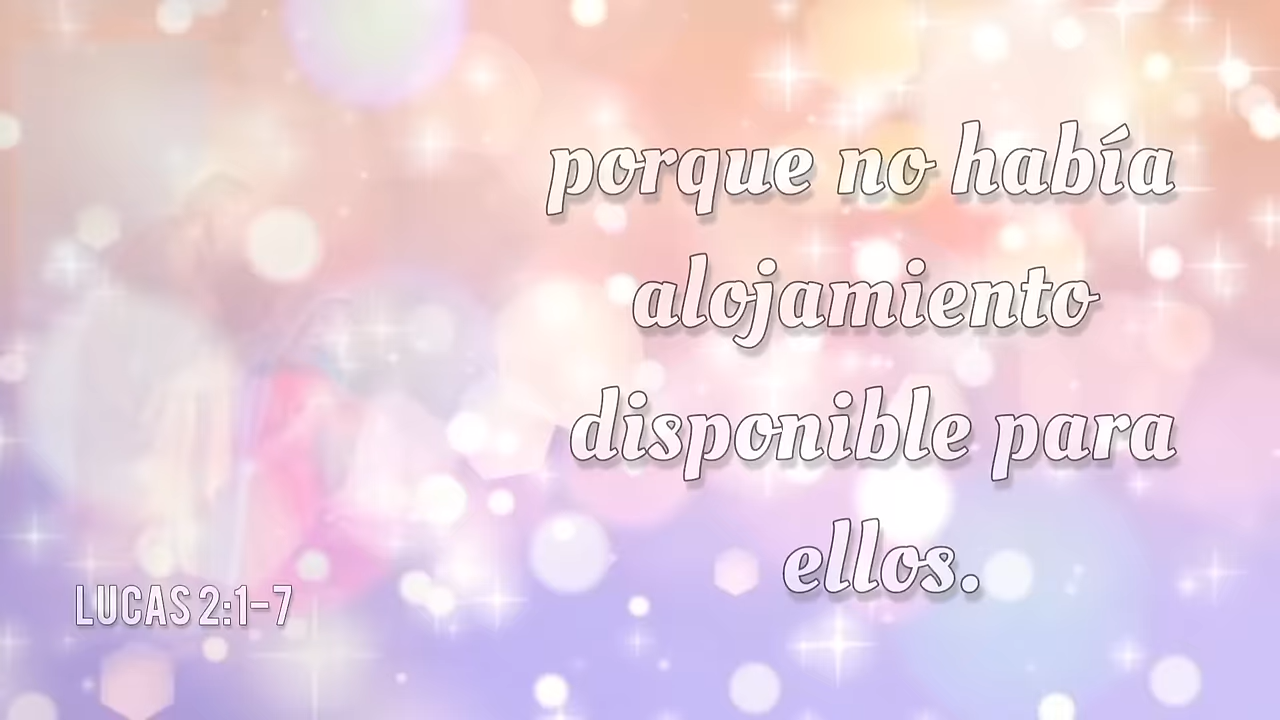 porque no había
alojamiento
disponible para
ellos.
LUCAS 2:1-7